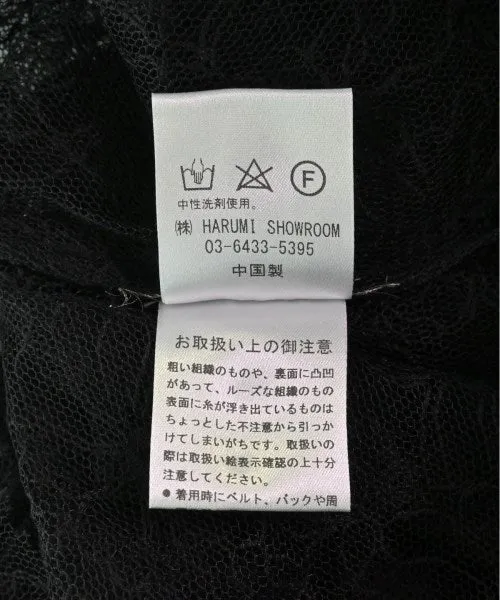 F
中性洗剤使用。
㈱ HARUMI SHOWROOM
03-6433-5395
中国製
お取扱い上の御注意
粗い組織のものや、裏面に凸凹
があって、ルーズな組織のもの
表面に糸が浮き出ているものは
ちょっとした不注意から引っか
けてしまいがちです。取扱いの
際は取扱い絵表示確認の上十分
注意してください。
● 着用時にベルト、バックや周